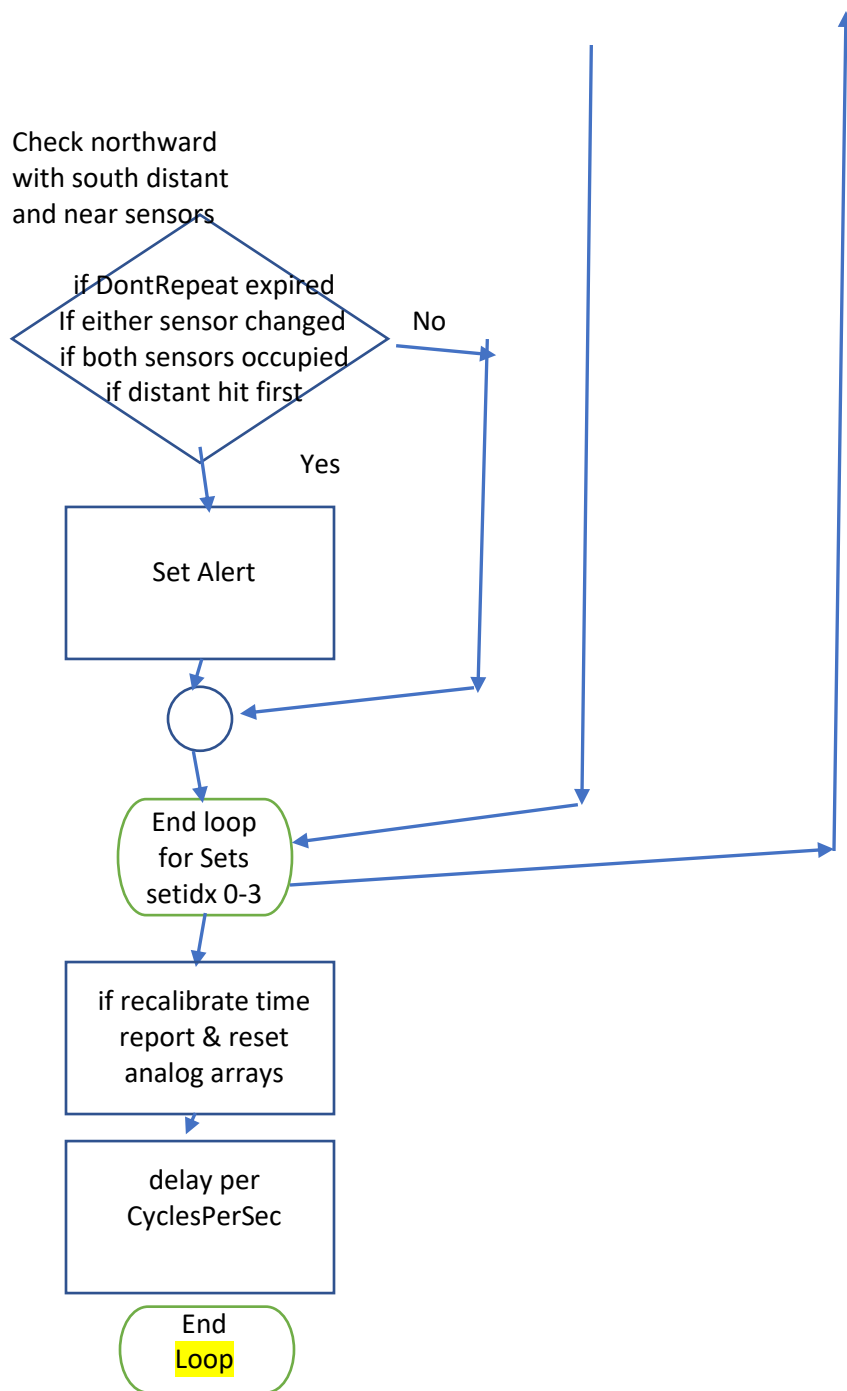 Check northward
with south distant
and near sensors
if DontRepeat expired
If either sensor changed
if both sensors occupied
if distant hit first
No
Yes
Set Alert
End loop
for Sets
setidx 0-3
if recalibrate time
report & reset
analog arrays
delay per
CyclesPerSec
End
Loop